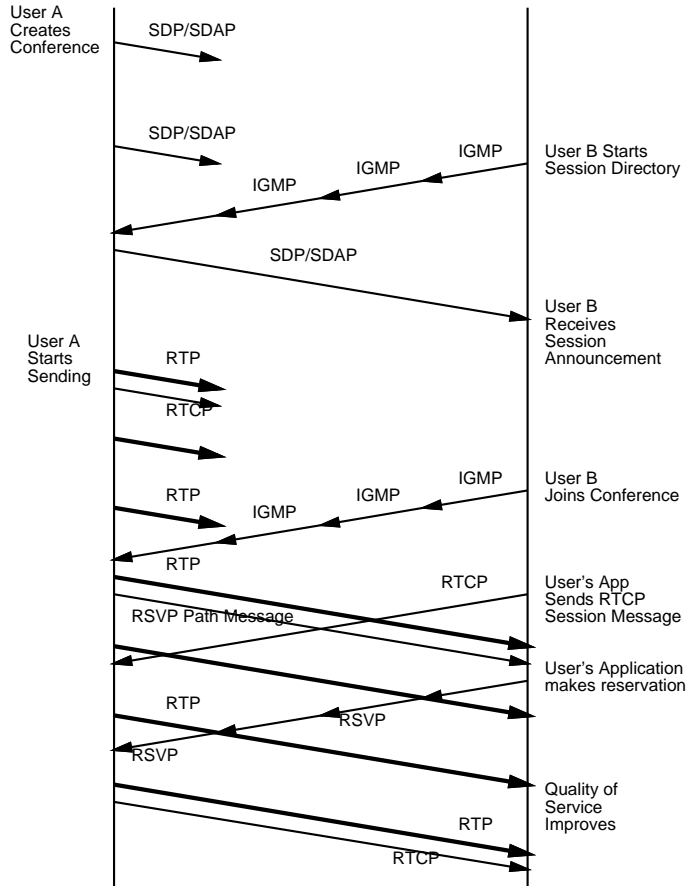 User A
Creates
Conference
SDP/SDAP
SDP/SDAP
IGMP
IGMP
IGMP
User B Starts
Session Directory
SDP/SDAP
User B
Receives
Session
Announcement
User A
Starts
Sending
RTP
RTCP
RTP
IGMP
IGMP
IGMP
User B
Joins Conference
RTP
RTCP
User's App
Sends RTCP
Session Message
RSVP Path Message
User's Application
makes reservation
RTP
RSVP
RSVP
Quality of
Service
Improves
RTP
RTCP